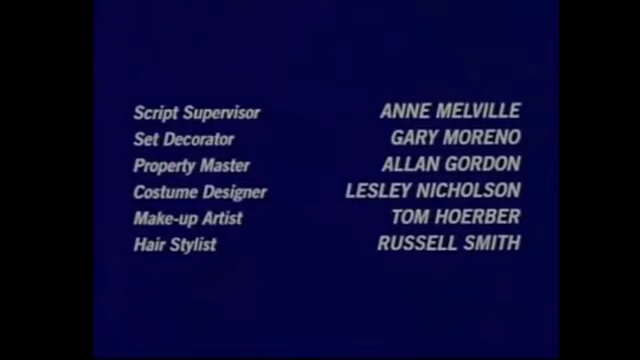 Script Supervisor ANNE MELVILLE
Set Decorator GARY MORENO
Property Master ALLAN GORDON
Costume Designer LESLEY NICHOLSON
Make-up Artist TOM HOERBER
Hair Stylist RUSSELL SMITH